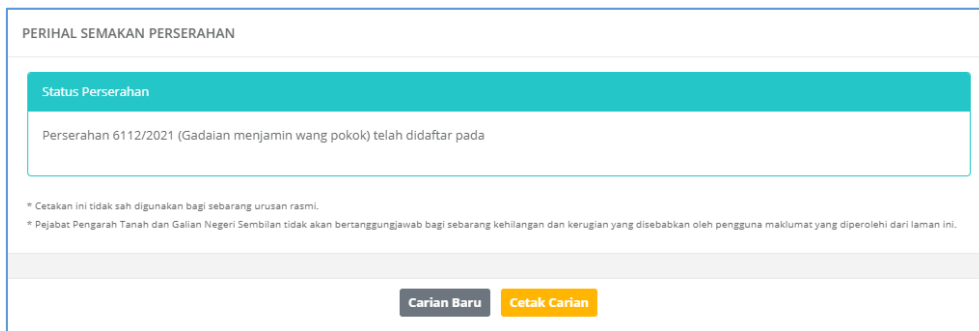 PERIHAL SEMAKAN PERSERAHAN
Status Perserahan
Perserahan 6112/2021 (Gadaian menjamin wang pokok) telah didaftar pada
* Cetakan ini tidak sah digunakan bagi sebarang urusan rasmi.
* Pejabat Pengarah Tanah dan Galian Negeri Sembilan tidak akan bertanggungjawab bagi sebarang kehilangan dan kerugian yang disebabkan oleh pengguna maklumat yang diperolehi dari laman ini.
Carian Baru Cetak Carian